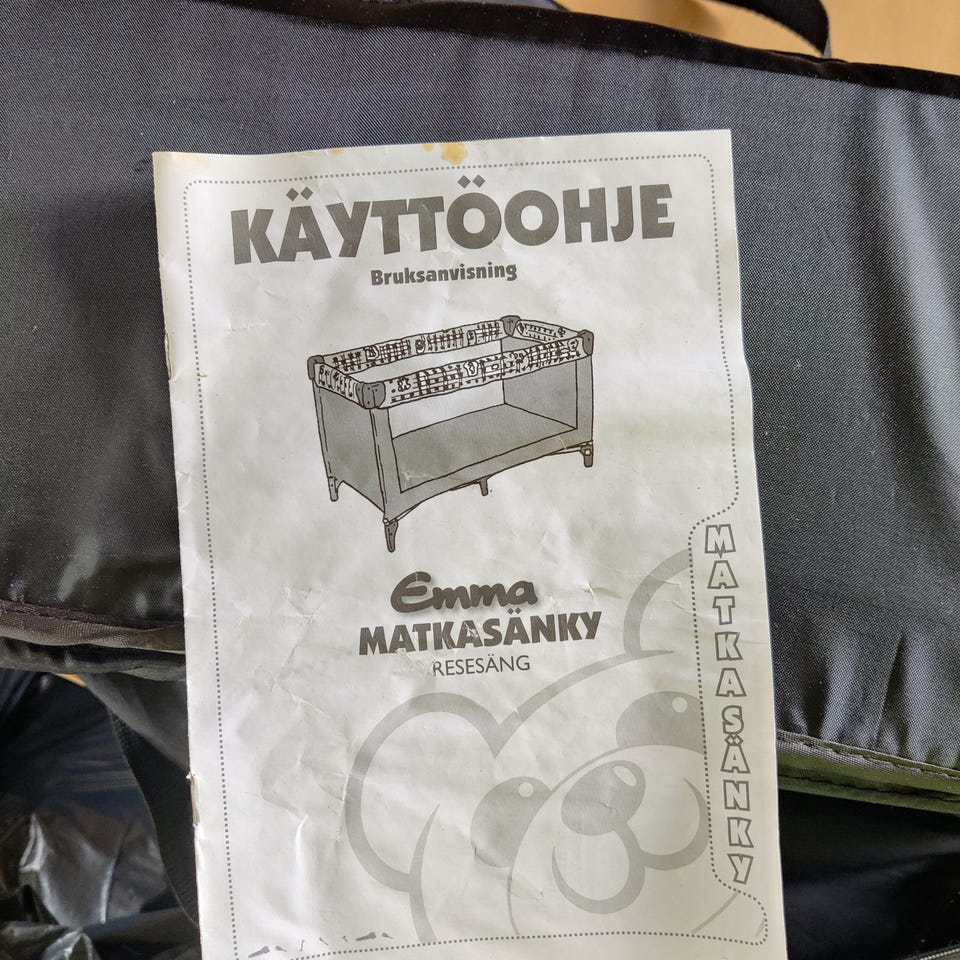 KÄYTTÖOHJE
Bruksanvisning
Emma
MATKASÄNKY
RESESÄNG
MATKASÄNKY